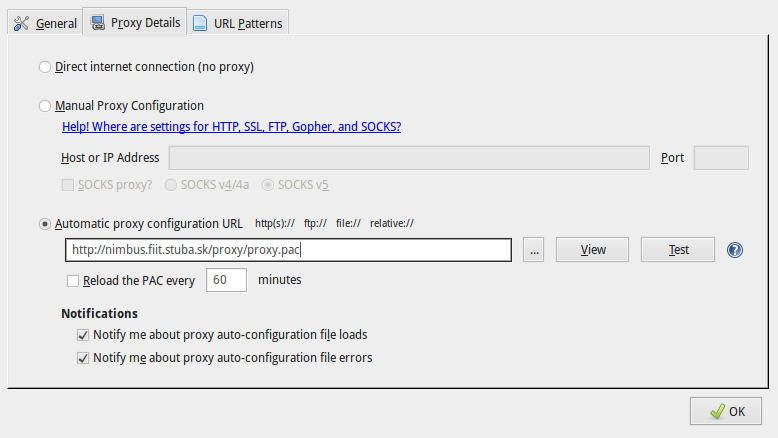 General Proxy Details URL Patterns
Direct internet connection (no proxy)
Manual Proxy Configuration
Help! Where are settings for HTTP, SSL, FTP, Gopher, and SOCKS?
Host or IP Address Port
SOCKS proxy? SOCKS v4/4a SOCKS v5
Automatic proxy configuration URL http(s):// ftp:// file:// relative://
http://nimbus.fiit.stuba.sk/proxy/proxy.pac ... View Test ?
Reload the PAC every 60 minutes
Notifications
Notify me about proxy auto-configuration file loads
Notify me about proxy auto-configuration file errors
OK